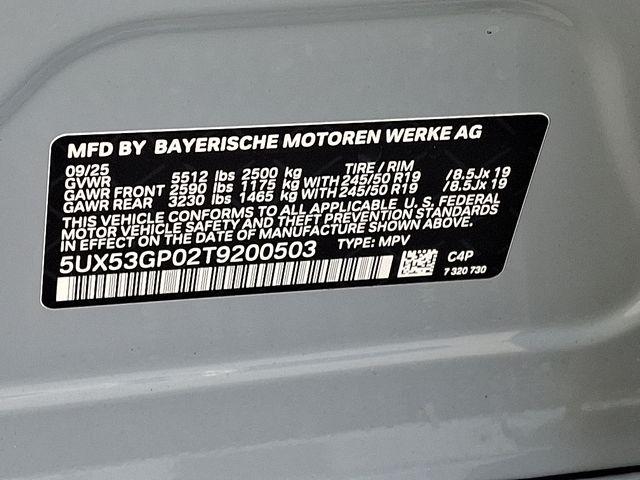 MFD BY BAYERISCHE MOTOREN WERKE AG
09/25 TIRE / RIM
GVWR 5512 lbs 2500 kg
GAWR FRONT 2590 lbs 1175 kg WITH 245/50 R19 /8.5Jx 19
GAWR REAR 3230 lbs 1465 kg WITH 245/50 R19 /8.5Jx 19
THIS VEHICLE CONFORMS TO ALL APPLICABLE U. S. FEDERAL
MOTOR VEHICLE SAFETY AND THEFT PREVENTION STANDARDS
IN EFFECT ON THE DATE OF MANUFACTURE SHOWN ABOVE.
5UX53GP02T9200503 TYPE: MPV
C4P
7 320 730